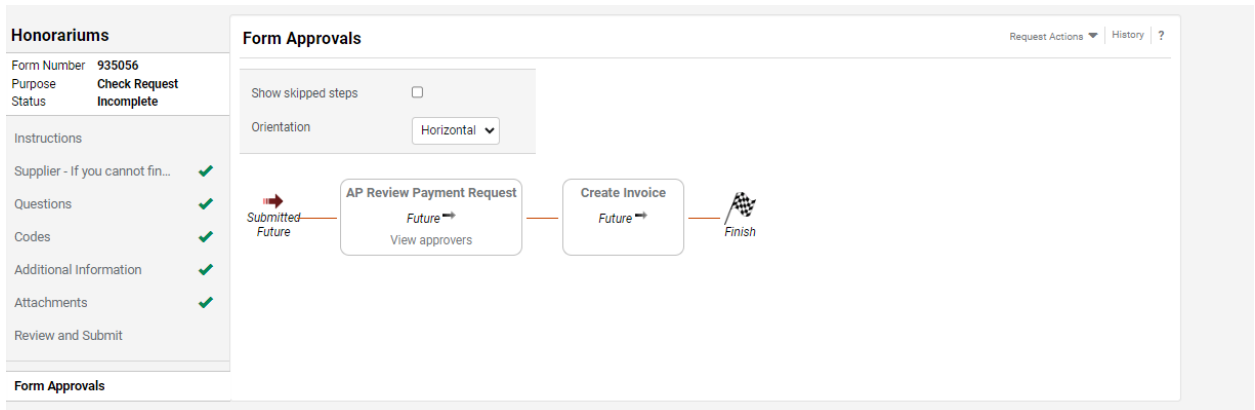 Honorariums
Form Number 935056
Purpose Check Request
Status Incomplete
Instructions
Supplier - If you cannot fin...
Questions
Codes
Additional Information
Attachments
Review and Submit
Form Approvals
Form Approvals
Request Actions History ?
Show skipped steps
Orientation Horizontal
Submitted
Future
AP Review Payment Request
Future
View approvers
Create Invoice
Future
Finish